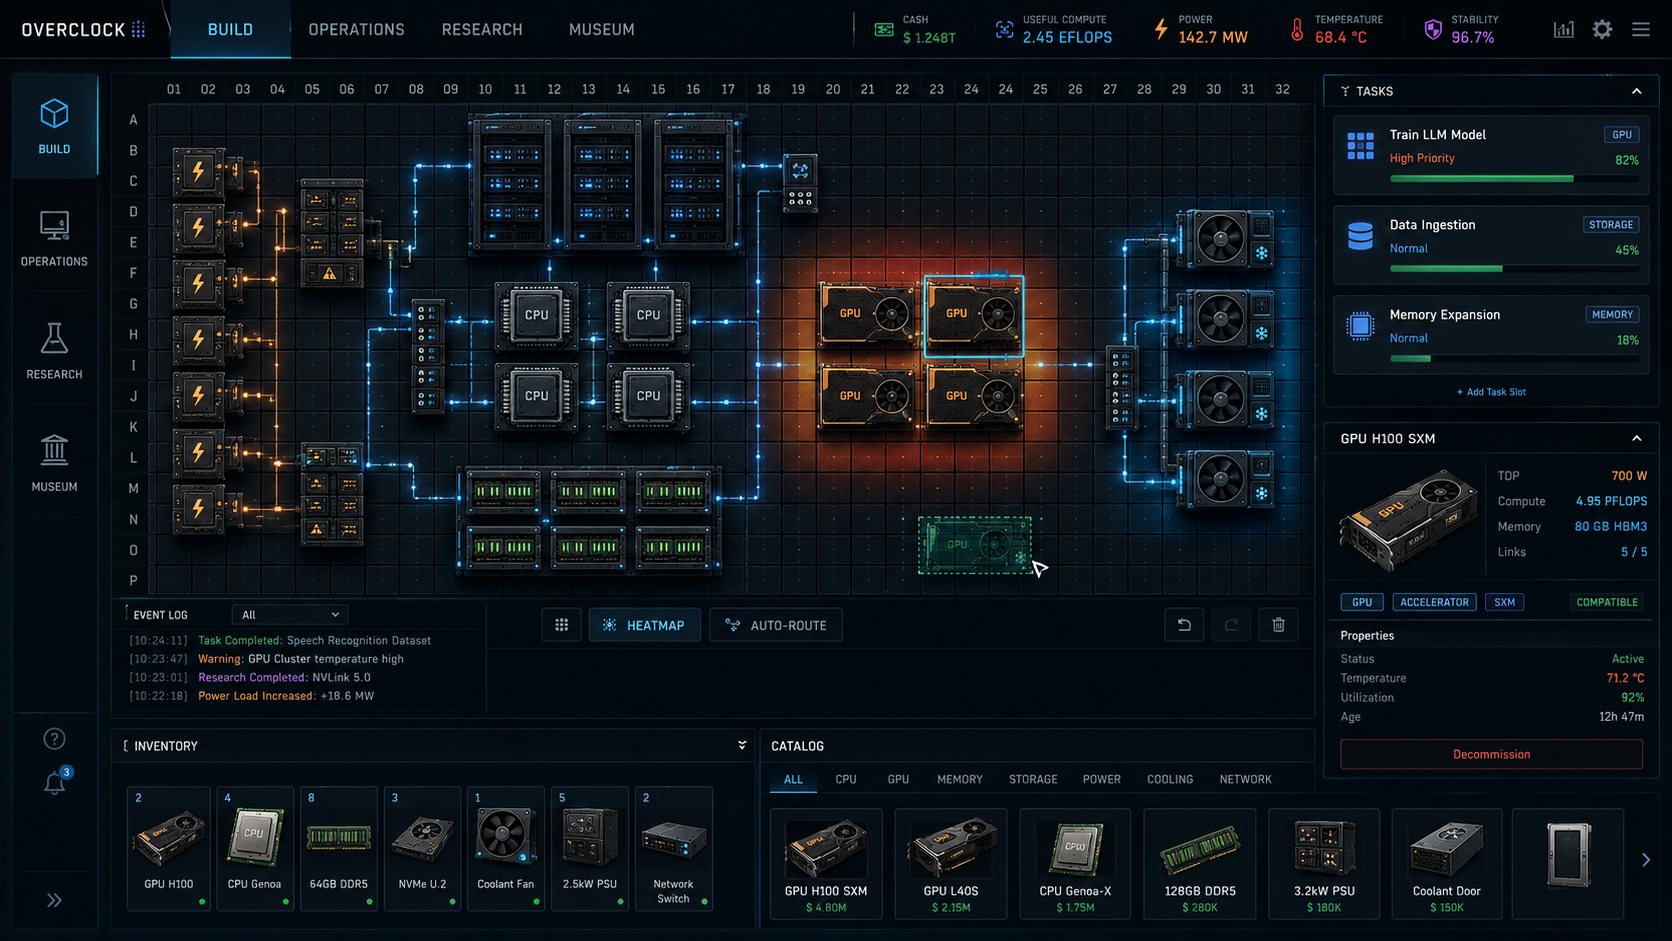 OVERCLOCK
BUILD
OPERATIONS
RESEARCH
MUSEUM
CASH
$ 1.248T
USEFUL COMPUTE
2.45 EFLOPS
POWER
142.7 MW
TEMPERATURE
68.4 °C
STABILITY
96.7%
BUILD
OPERATIONS
RESEARCH
MUSEUM
3
01 02 03 04 05 06 07 08 09 10 11 12 13 14 15 16 17 18 19 20 21 22 23 24 24 25 26 27 28 29 30 31 32
A
B
C
D
E
F
G
H
I
J
K
L
M
N
O
P
CPU
CPU
CPU
CPU
GPU
GPU
GPU
GPU
GPU
EVENT LOG
All
[10:24:11] Task Completed: Speech Recognition Dataset
[10:23:47] Warning: GPU Cluster temperature high
[10:23:01] Research Completed: NVLink 5.0
[10:22:18] Power Load Increased: +18.6 MW
HEATMAP
AUTO-ROUTE
TASKS
Train LLM Model
GPU
High Priority
82%
Data Ingestion
STORAGE
Normal
45%
Memory Expansion
MEMORY
Normal
18%
+ Add Task Slot
GPU H100 SXM
GPU
TDP 700 W
Compute 4.95 PFLOPS
Memory 80 GB HBM3
Links 5 / 5
GPU
ACCELERATOR
SXM
COMPATIBLE
Properties
Status Active
Temperature 71.2 °C
Utilization 92%
Age 12h 47m
Decommission
INVENTORY
2
GPU H100
4
CPU
CPU Genoa
8
64GB DDR5
3
NVMe U.2
1
Coolant Fan
5
2.5kW PSU
2
Network
Switch
CATALOG
ALL
CPU
GPU
MEMORY
STORAGE
POWER
COOLING
NETWORK
GPU H100 SXM
$ 4.80M
GPU L40S
$ 2.15M
CPU Genoa-X
$ 1.75M
128GB DDR5
$ 280K
3.2kW PSU
$ 180K
Coolant Door
$ 150K